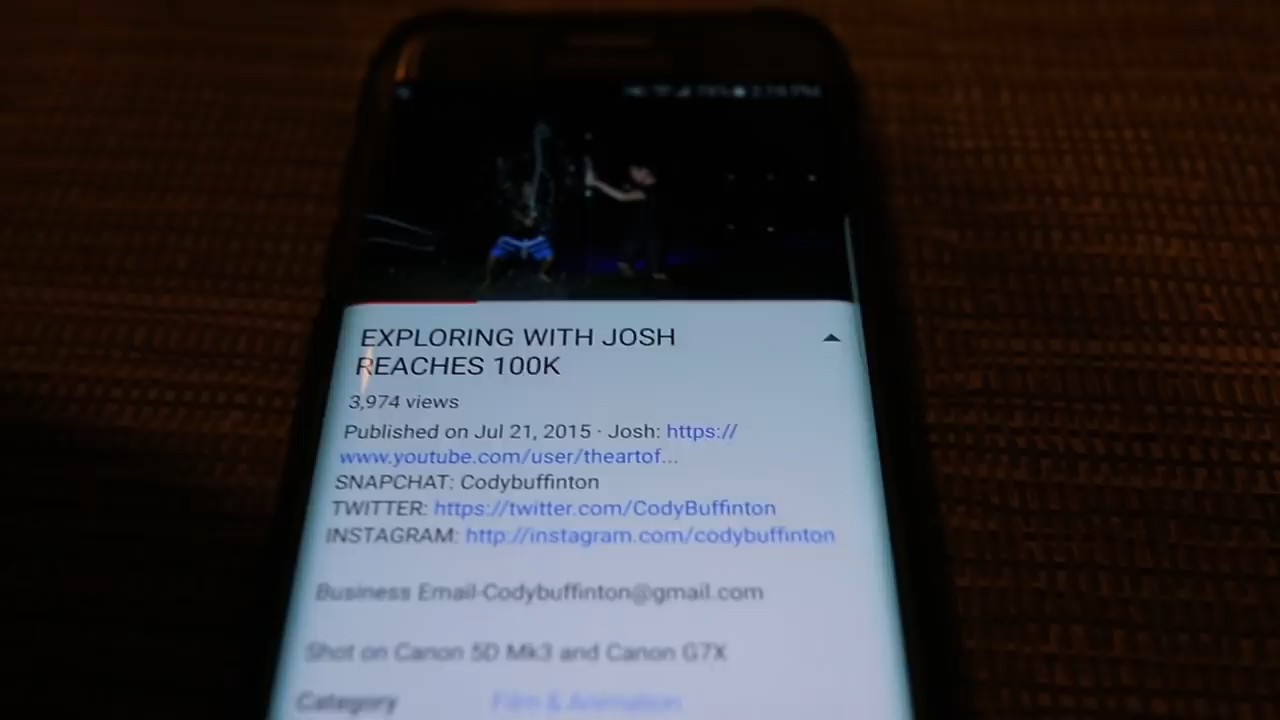 EXPLORING WITH JOSH
REACHES 100K
3,974 views
Published on Jul 21, 2015 · Josh: https://
www.youtube.com/user/theartof...
SNAPCHAT: Codybuffinton
TWITTER: https://twitter.com/CodyBuffinton
INSTAGRAM: http://instagram.com/codybuffinton
Business Email-Codybuffinton@gmail.com
Shot on Canon 5D Mk3 and Canon G7X
Category Film & Animation